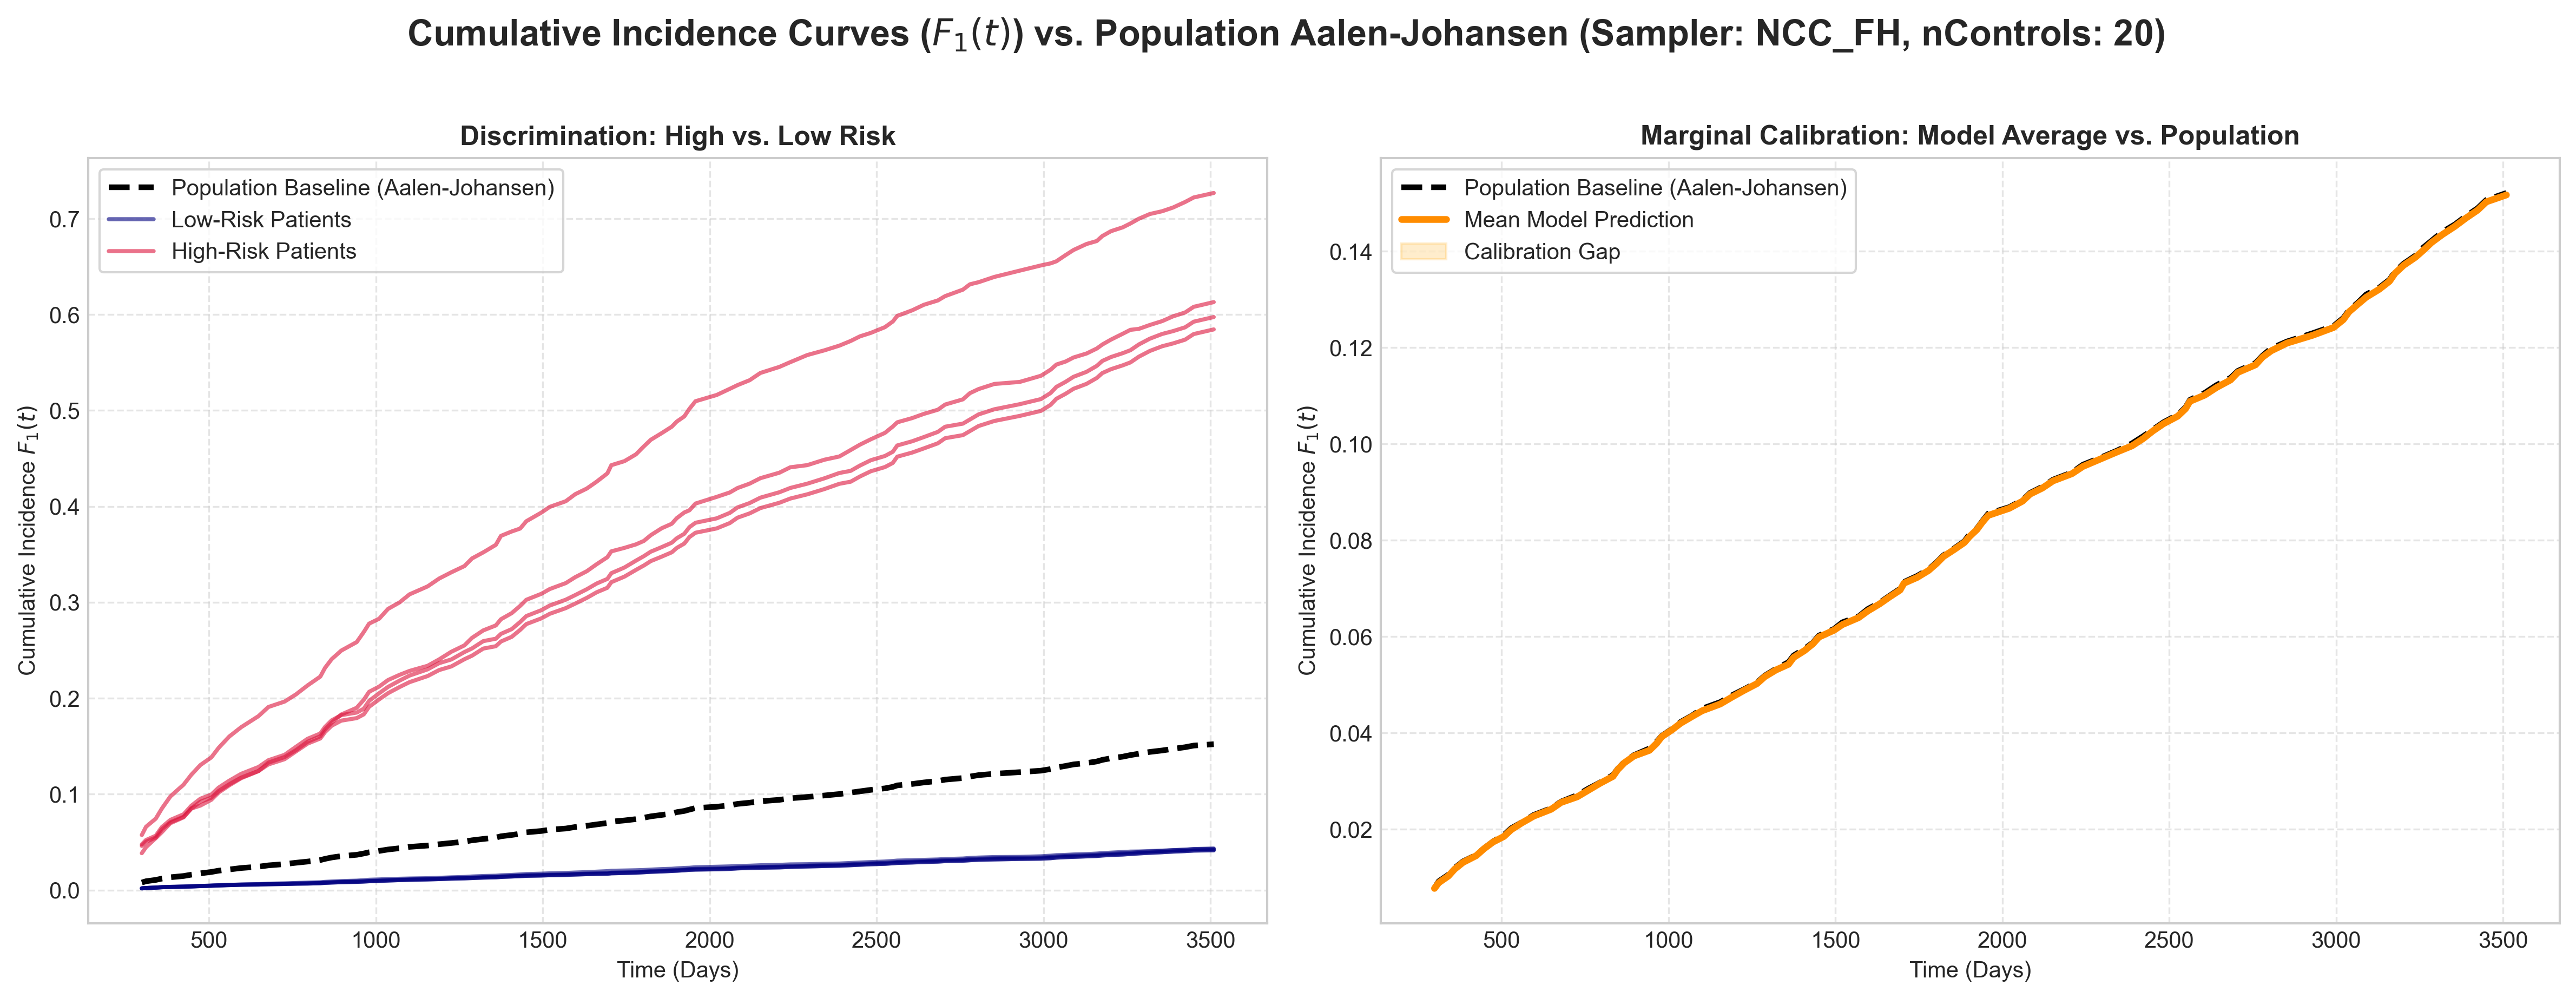 Cumulative Incidence Curves (F₁(t)) vs. Population Aalen-Johansen (Sampler: NCC_FH, nControls: 20)
Discrimination: High vs. Low Risk
Population Baseline (Aalen-Johansen)
Low-Risk Patients
High-Risk Patients
Cumulative Incidence F₁(t)
0.7
0.6
0.5
0.4
0.3
0.2
0.1
0.0
500 1000 1500 2000 2500 3000 3500
Time (Days)
Marginal Calibration: Model Average vs. Population
Population Baseline (Aalen-Johansen)
Mean Model Prediction
Calibration Gap
Cumulative Incidence F₁(t)
0.14
0.12
0.10
0.08
0.06
0.04
0.02
500 1000 1500 2000 2500 3000 3500
Time (Days)